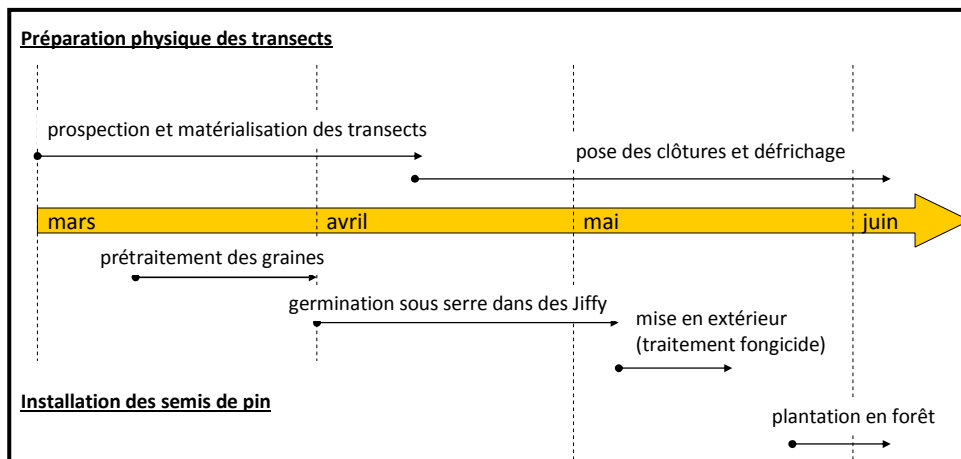 Préparation physique des transects
prospection et matérialisation des transects
pose des clôtures et défrichage
mars avril mai juin
prétraitement des graines
germination sous serre dans des Jiffy
mise en extérieur
(traitement fongicide)
Installation des semis de pin
plantation en forêt